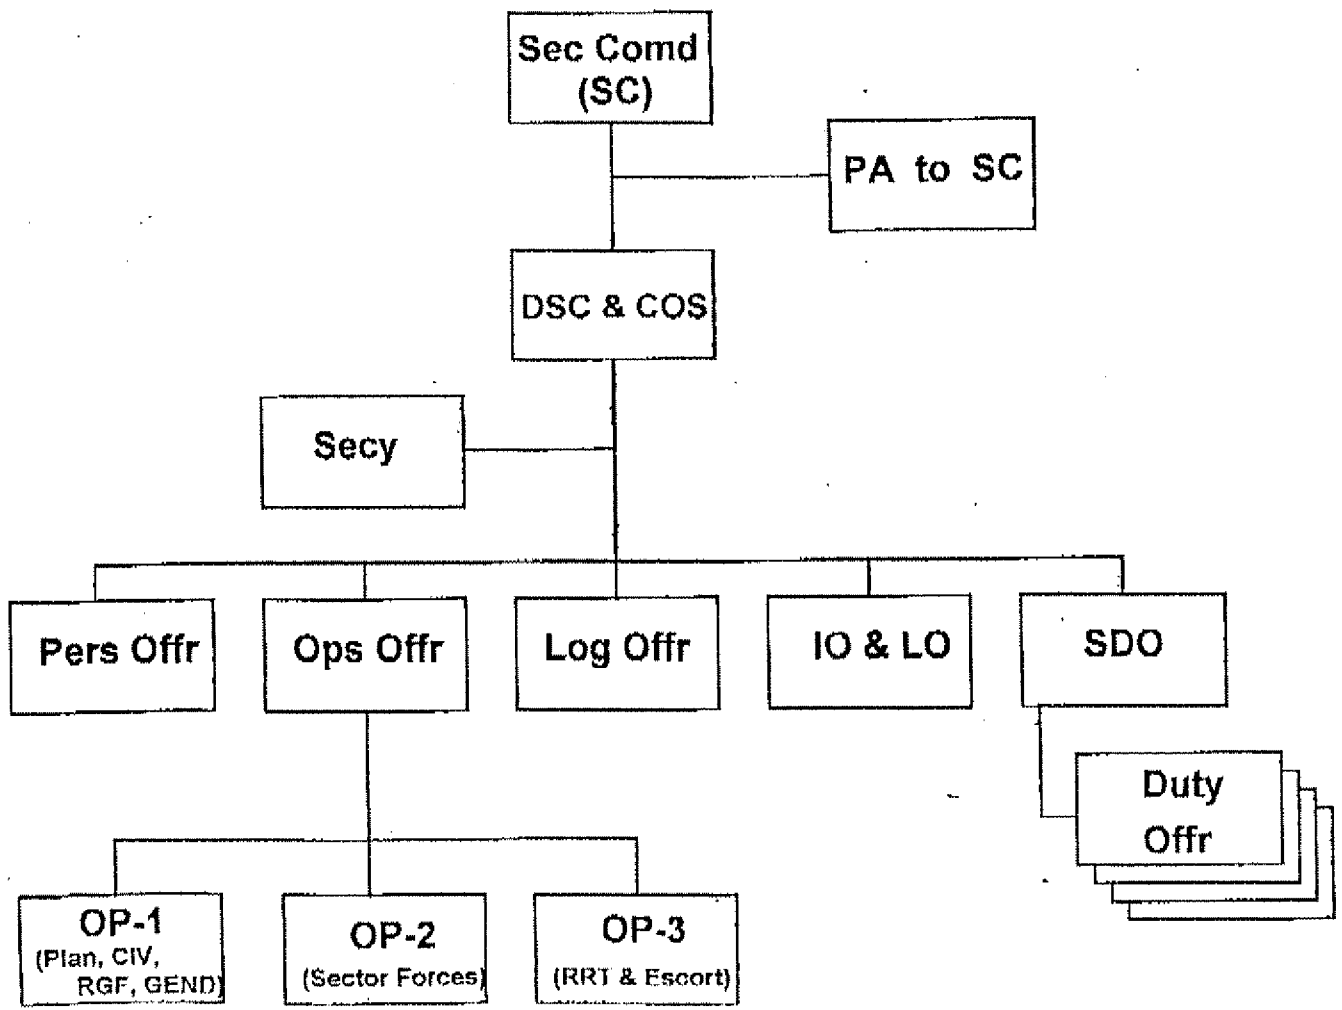 Sec Comd
(SC)
PA to SC
DSC & COS
Secy
Pers Offr
Ops Offr
Log Offr
IO & LO
SDO
Duty
Offr
OP-1
(Plan, CIV,
RGF, GEND)
OP-2
(Sector Forces)
OP-3
(RRT & Escort)